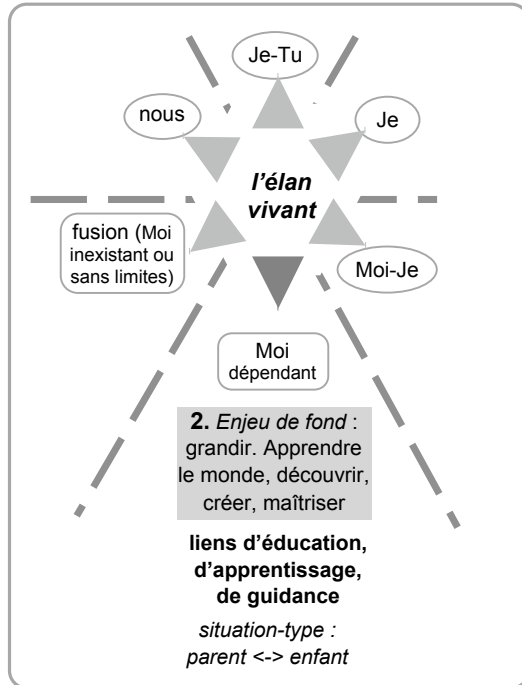 Je-Tu
nous
Je
l'élan
vivant
fusion (Moi
inexistant ou
sans limites)
Moi-Je
Moi
dépendant
2. Enjeu de fond :
grandir. Apprendre
le monde, découvrir,
créer, maîtriser
liens d'éducation,
d'apprentissage,
de guidance
situation-type :
parent <-> enfant